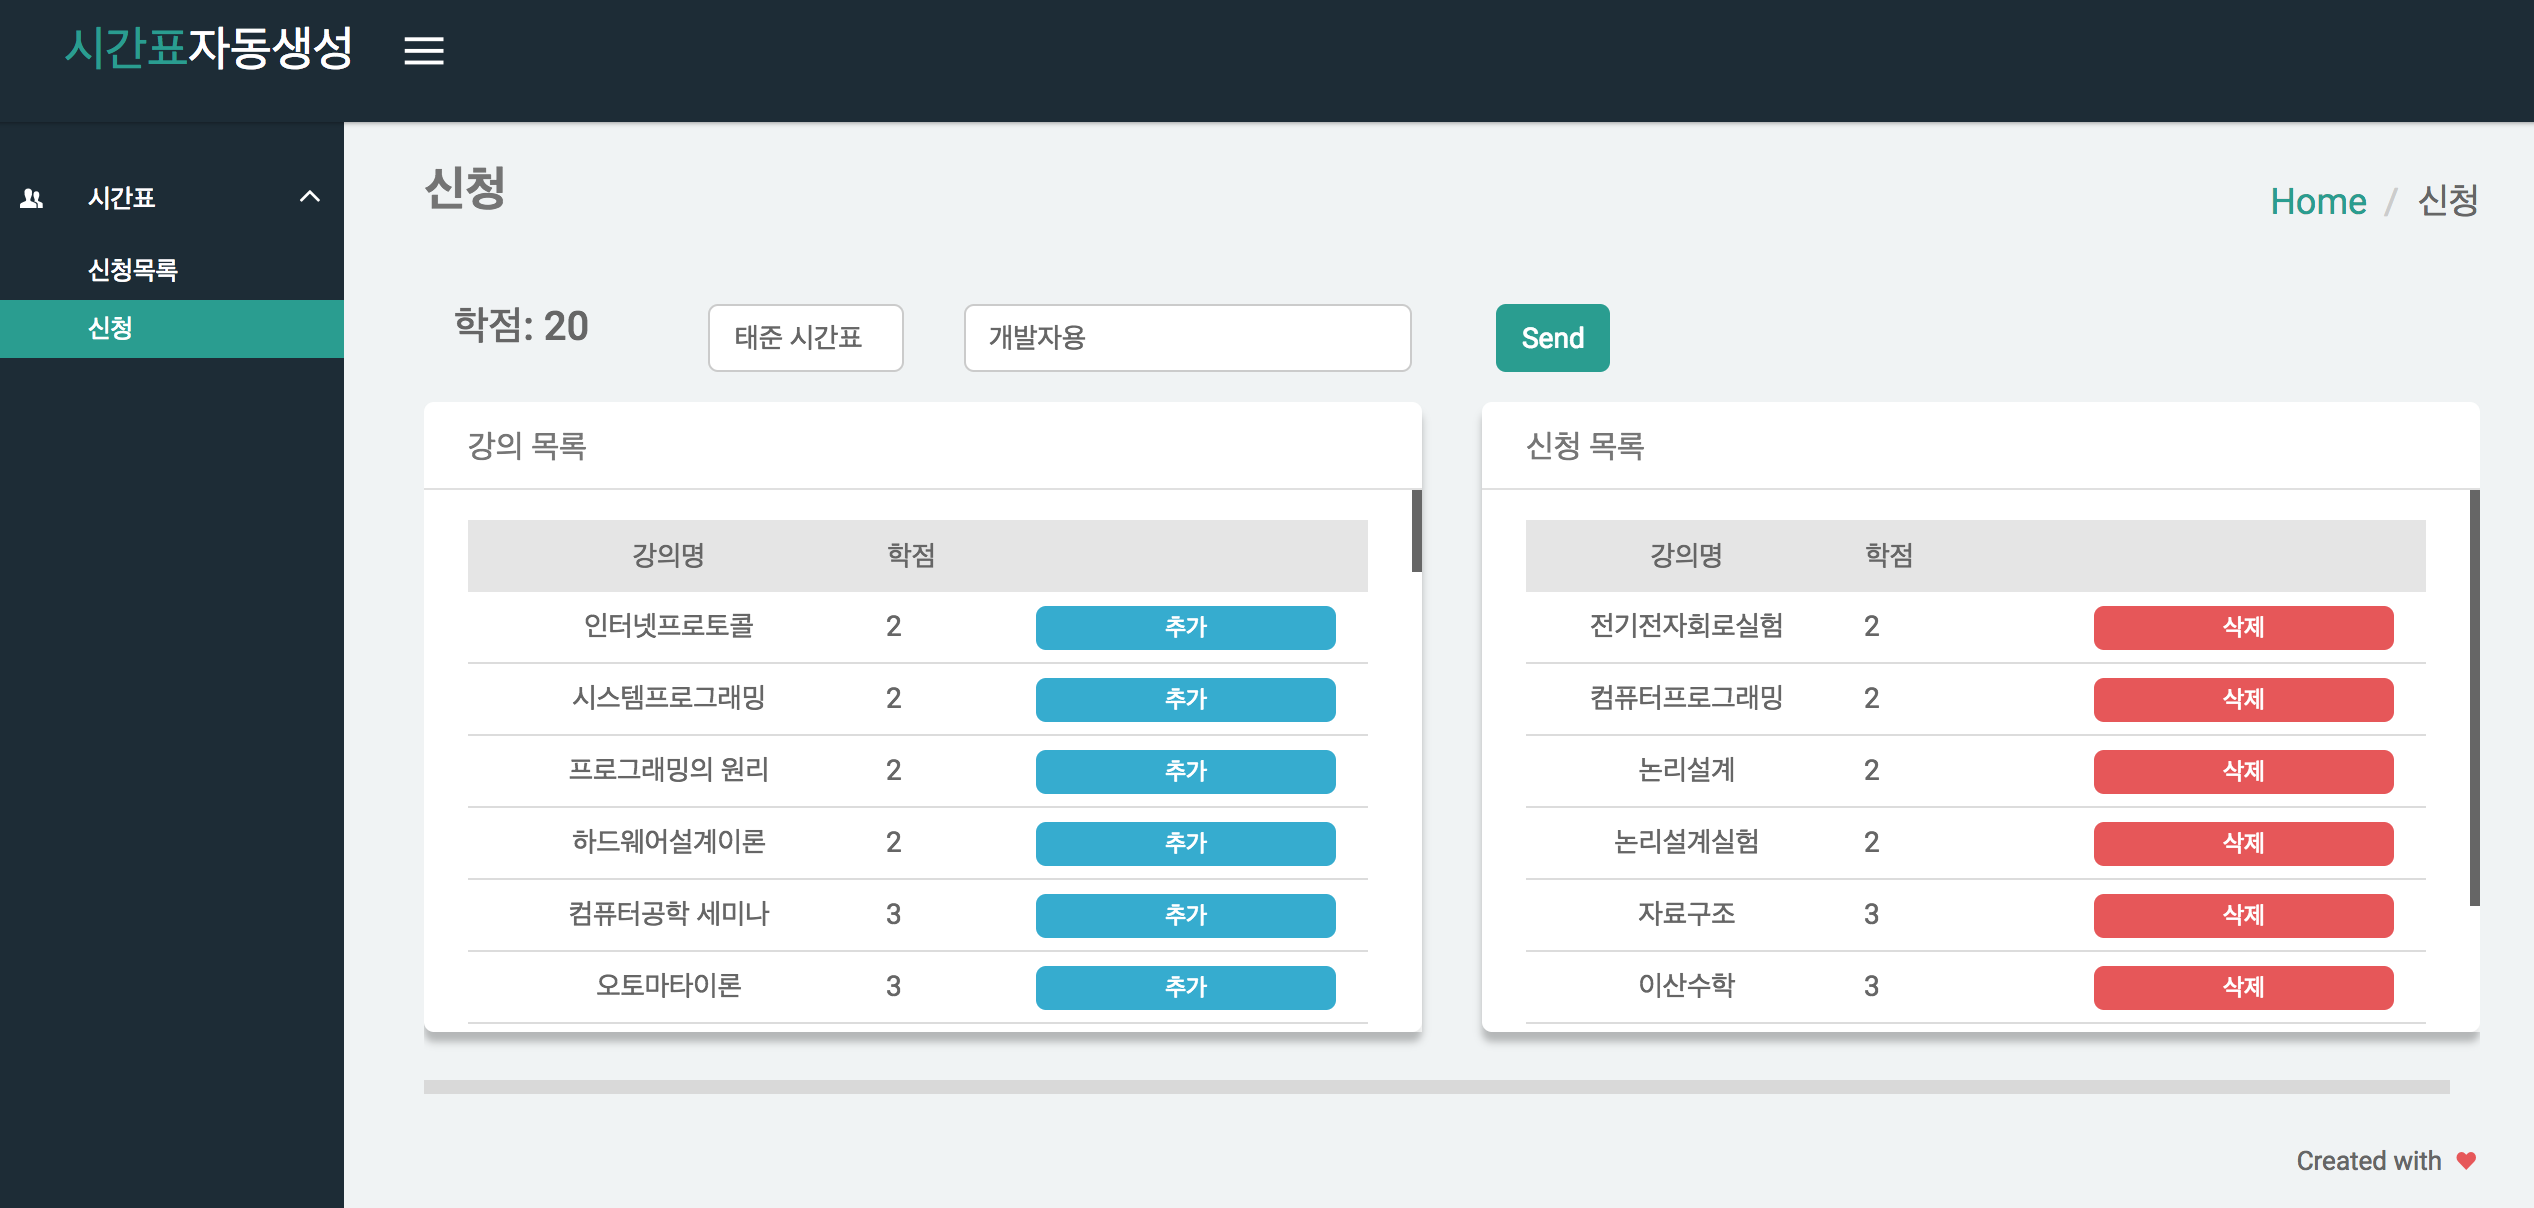 시간표자동생성
시간표
신청목록
신청
신청
Home / 신청
학점: 20
태준 시간표
개발자용
Send
강의 목록
강의명 학점
인터넷프로토콜 2 추가
시스템프로그래밍 2 추가
프로그래밍의 원리 2 추가
하드웨어설계이론 2 추가
컴퓨터공학 세미나 3 추가
오토마타이론 3 추가
신청 목록
강의명 학점
전기전자회로실험 2 삭제
컴퓨터프로그래밍 2 삭제
논리설계 2 삭제
논리설계실험 2 삭제
자료구조 3 삭제
이산수학 3 삭제
Created with